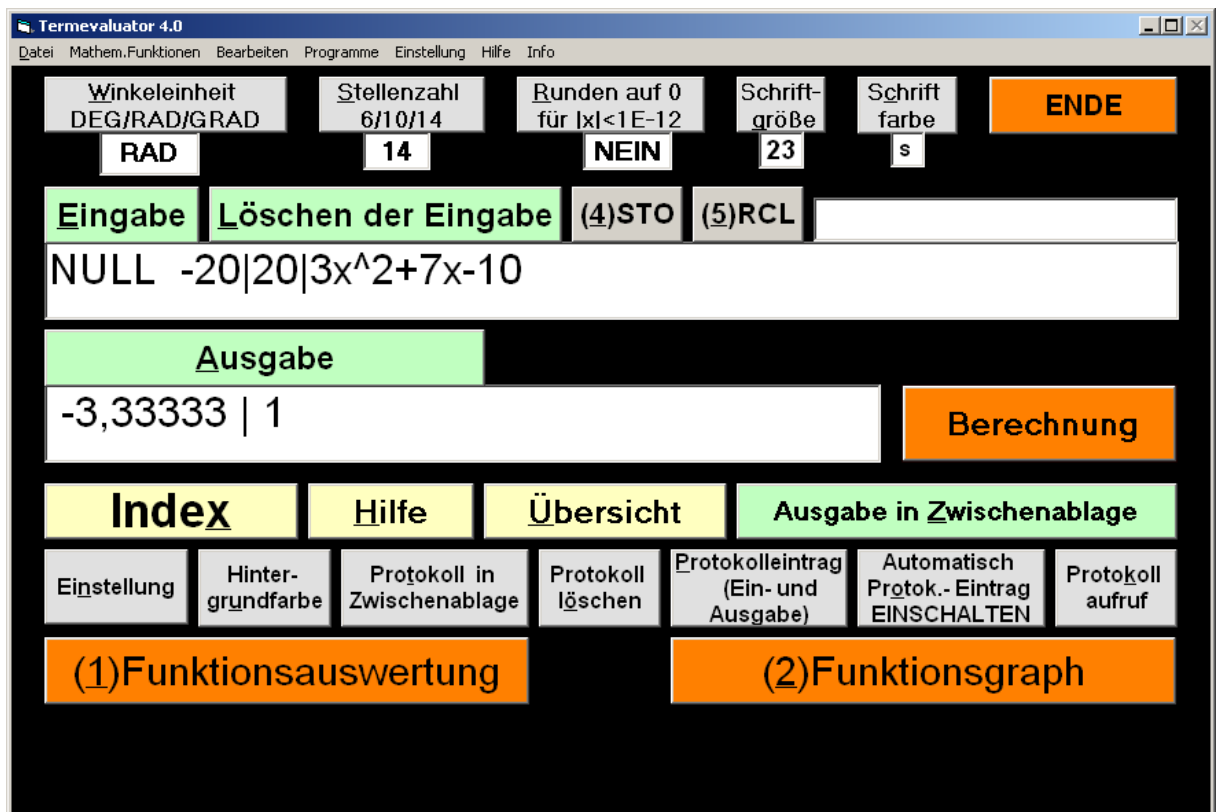 Termevaluator 4.0
Datei Mathem.Funktionen Bearbeiten Programme Einstellung Hilfe Info
Winkeleinheit
DEG/RAD/GRAD
RAD
Stellenzahl
6/10/14
14
Runden auf 0
für |x|<1E-12
NEIN
Schrift-
größe
23
Schrift
farbe
s
ENDE
Eingabe
Löschen der Eingabe
(4)STO
(5)RCL
NULL -20|20|3x^2+7x-10
Ausgabe
-3,33333 | 1
Berechnung
Index
Hilfe
Übersicht
Ausgabe in Zwischenablage
Einstellung
Hinter-
grundfarbe
Protokoll in
Zwischenablage
Protokoll
löschen
Protokolleintrag
(Ein- und
Ausgabe)
Automatisch
Protok.- Eintrag
EINSCHALTEN
Protokoll
aufruf
(1)Funktionsauswertung
(2)Funktionsgraph